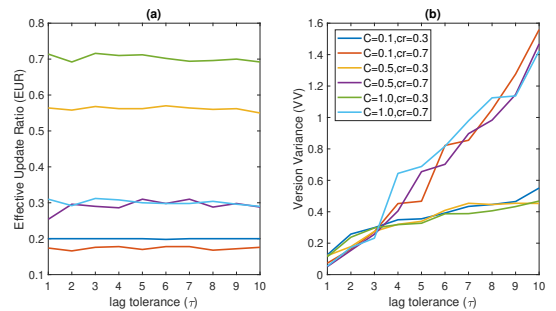 (a)
Effective Update Ratio (EUR)
0.8
0.7
0.6
0.5
0.4
0.3
0.2
0.1
1 2 3 4 5 6 7 8 9 10
lag tolerance (τ)
(b)
Version Variance (VV)
1.6
1.4
1.2
1
0.8
0.6
0.4
0.2
0
C=0.1,cr=0.3
C=0.1,cr=0.7
C=0.5,cr=0.3
C=0.5,cr=0.7
C=1.0,cr=0.3
C=1.0,cr=0.7
1 2 3 4 5 6 7 8 9 10
lag tolerance (τ)